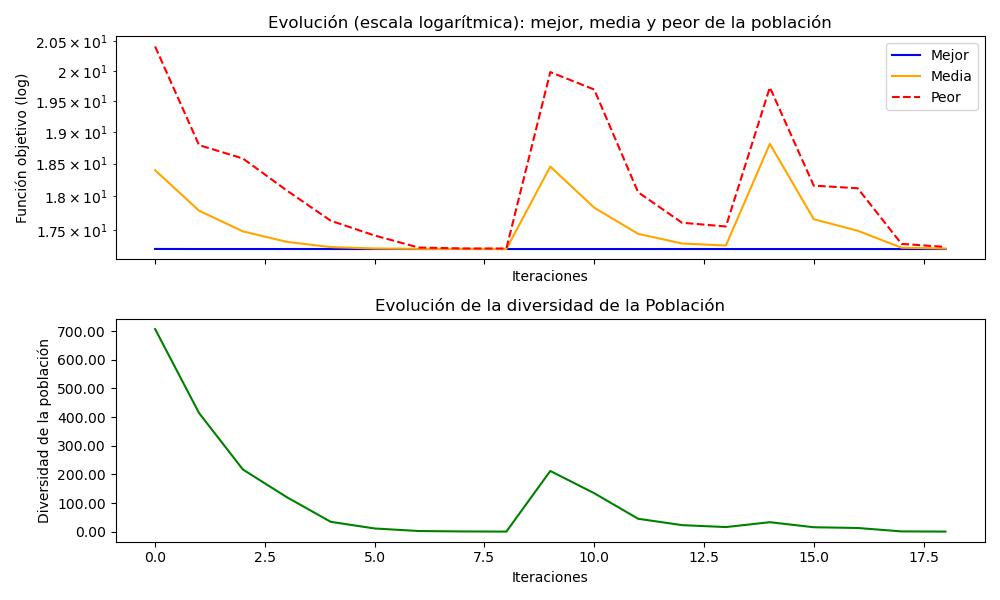 Evolución (escala logarítmica): mejor, media y peor de la población
Función objetivo (log)
2.05 × 10¹
2 × 10¹
1.95 × 10¹
1.9 × 10¹
1.85 × 10¹
1.8 × 10¹
1.75 × 10¹
Mejor
Media
Peor
Iteraciones
Evolución de la diversidad de la Población
Diversidad de la población
700.00
600.00
500.00
400.00
300.00
200.00
100.00
0.00
0.0 2.5 5.0 7.5 10.0 12.5 15.0 17.5
Iteraciones